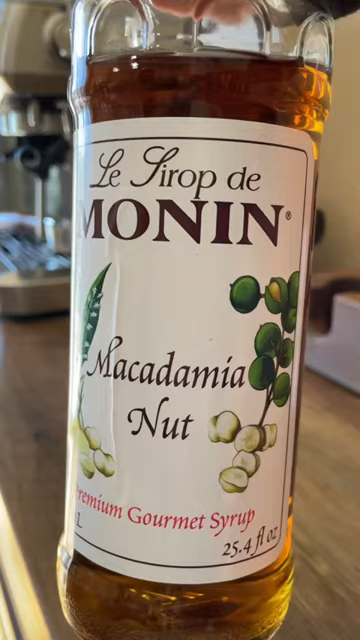 Le Sirop de
MONIN®
Macadamia
Nut
Premium Gourmet Syrup
L
25.4 fl oz